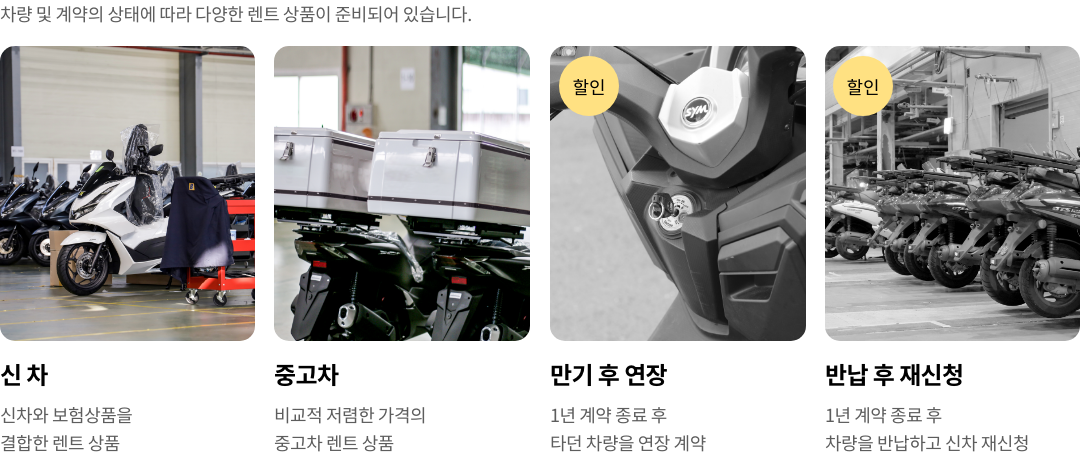 차량 및 계약의 상태에 따라 다양한 렌트 상품이 준비되어 있습니다.
할인
할인
SYM
신 차
중고차
만기 후 연장
반납 후 재신청
신차와 보험상품을
결합한 렌트 상품
비교적 저렴한 가격의
중고차 렌트 상품
1년 계약 종료 후
타던 차량을 연장 계약
1년 계약 종료 후
차량을 반납하고 신차 재신청